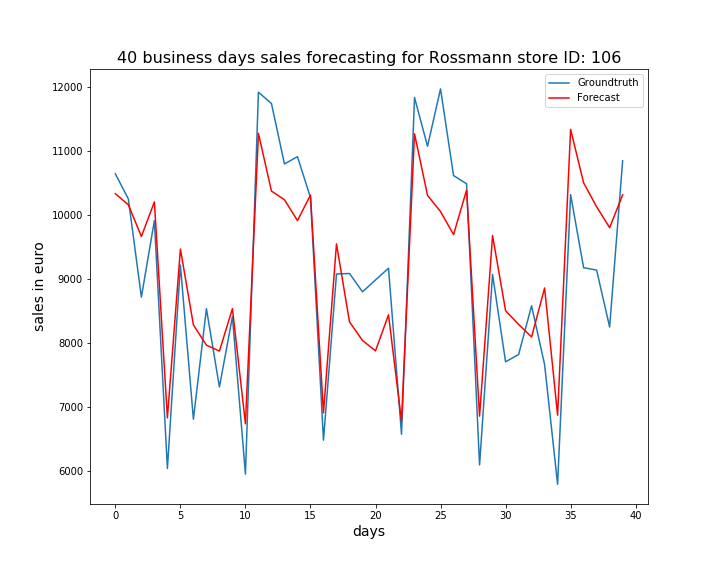 40 business days sales forecasting for Rossmann store ID: 106
Groundtruth
Forecast
12000
11000
10000
9000
8000
7000
6000
sales in euro
0 5 10 15 20 25 30 35 40
days